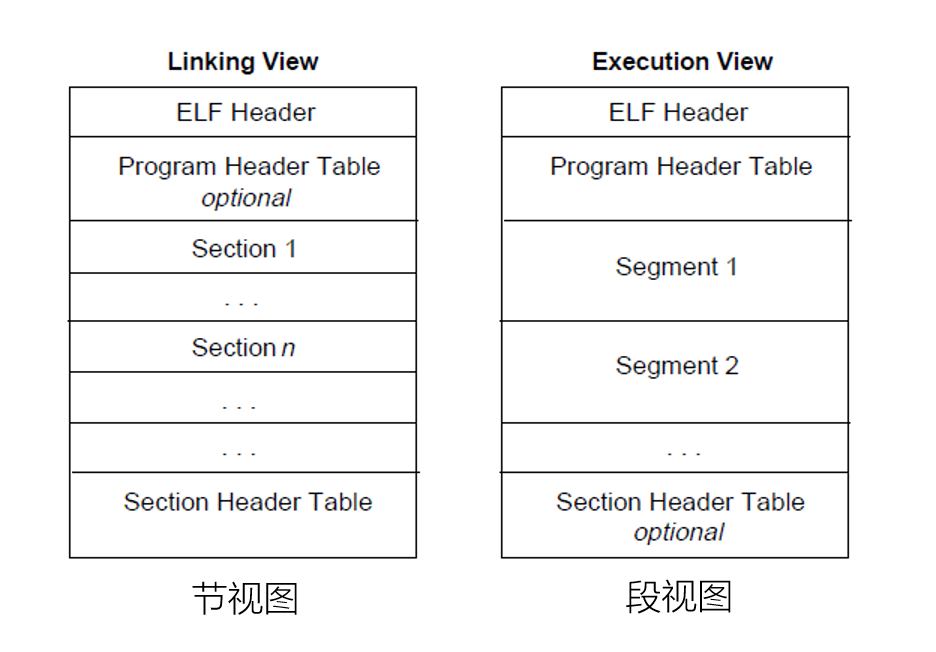 Linking View
ELF Header
Program Header Table
optional
Section 1
. . .
Section n
. . .
. . .
Section Header Table
节视图
Execution View
ELF Header
Program Header Table
Segment 1
Segment 2
. . .
Section Header Table
optional
段视图